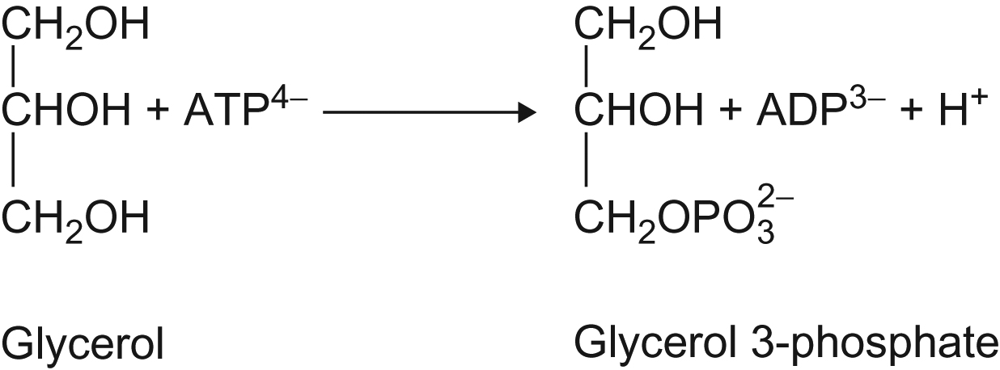 CH₂OH CH₂OH
CHOH + ATP⁴⁻ CHOH + ADP³⁻ + H⁺
CH₂OH CH₂OPO₃²⁻
Glycerol Glycerol 3-phosphate